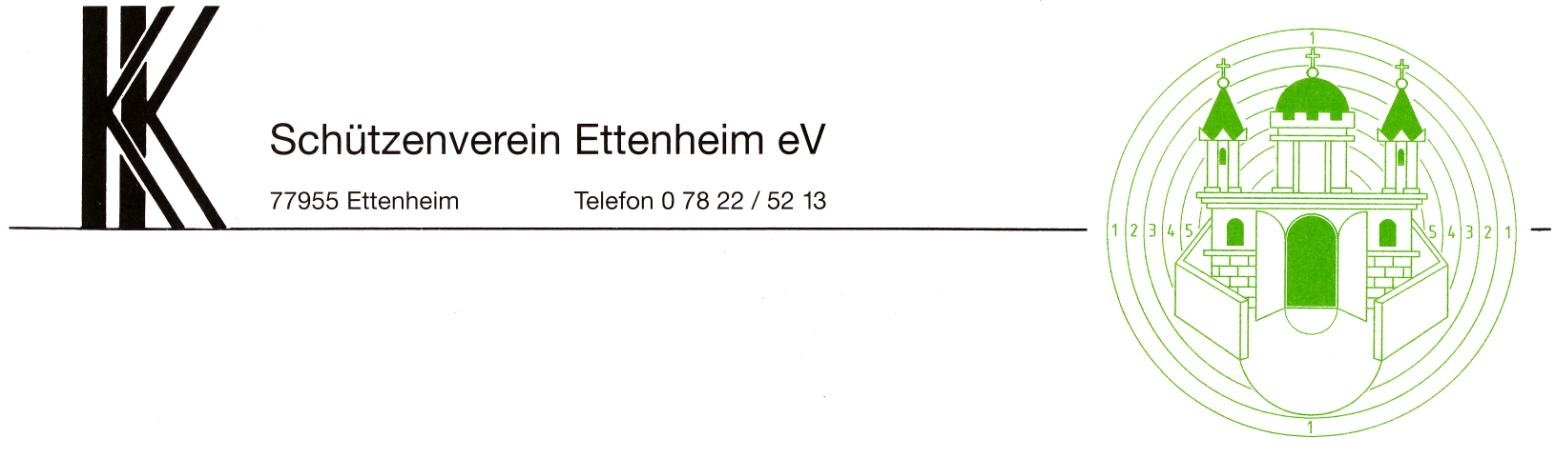 KK
Schützenverein Ettenheim eV
77955 Ettenheim Telefon 0 78 22 / 52 13
1
1 2 3 4 5 5 4 3 2 1
1